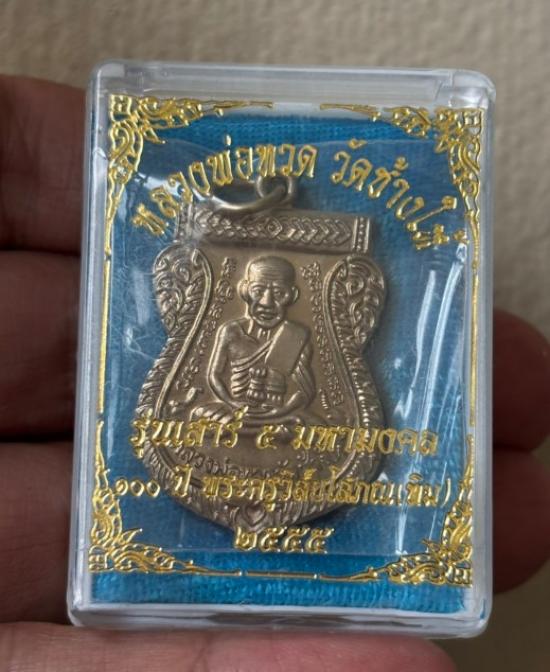 หลวงพ่อทวด วัดช้างให้
รุ่นเสาร์ ๕ มหามงคล
๑๐๐ ปี พระครูวิสัยโสภณ(ทิม)
๒๕๕๕